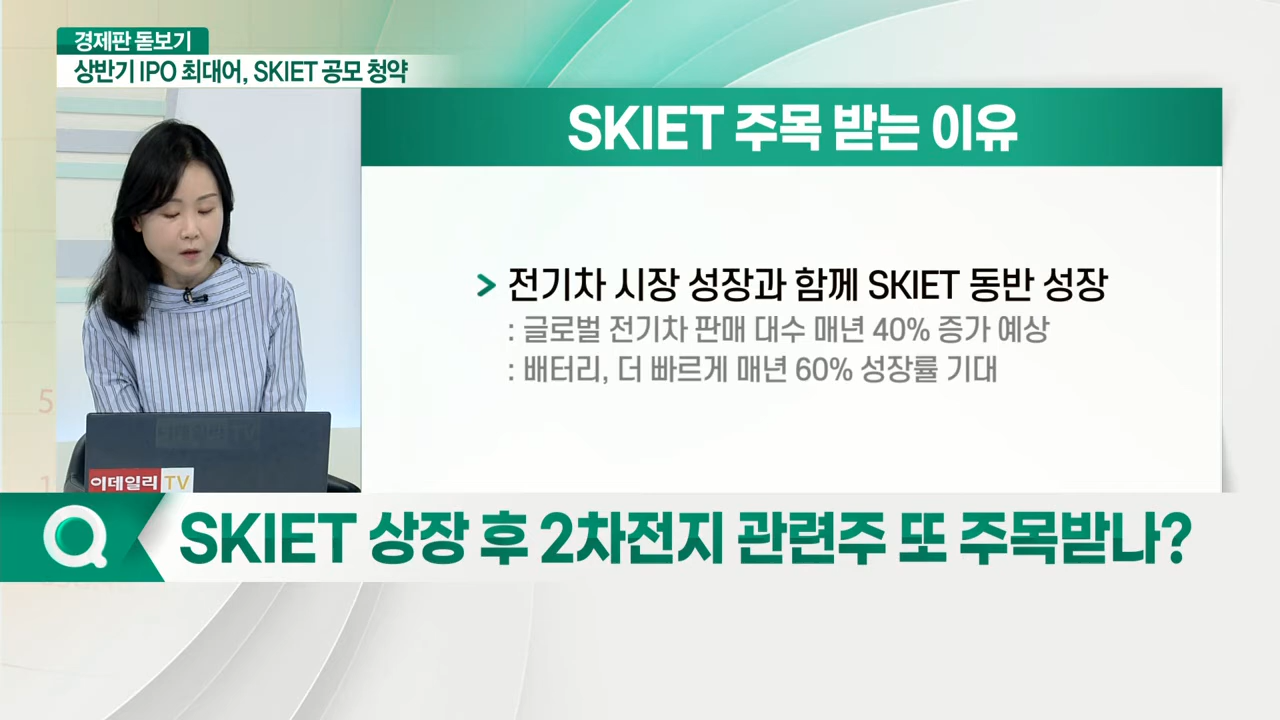 경제판 돋보기
상반기 IPO 최대어, SKIET 공모 청약
SKIET 주목 받는 이유
> 전기차 시장 성장과 함께 SKIET 동반 성장
: 글로벌 전기차 판매 대수 매년 40% 증가 예상
: 배터리, 더 빠르게 매년 60% 성장률 기대
이데일리 TV
SKIET 상장 후 2차전지 관련주 또 주목받나?